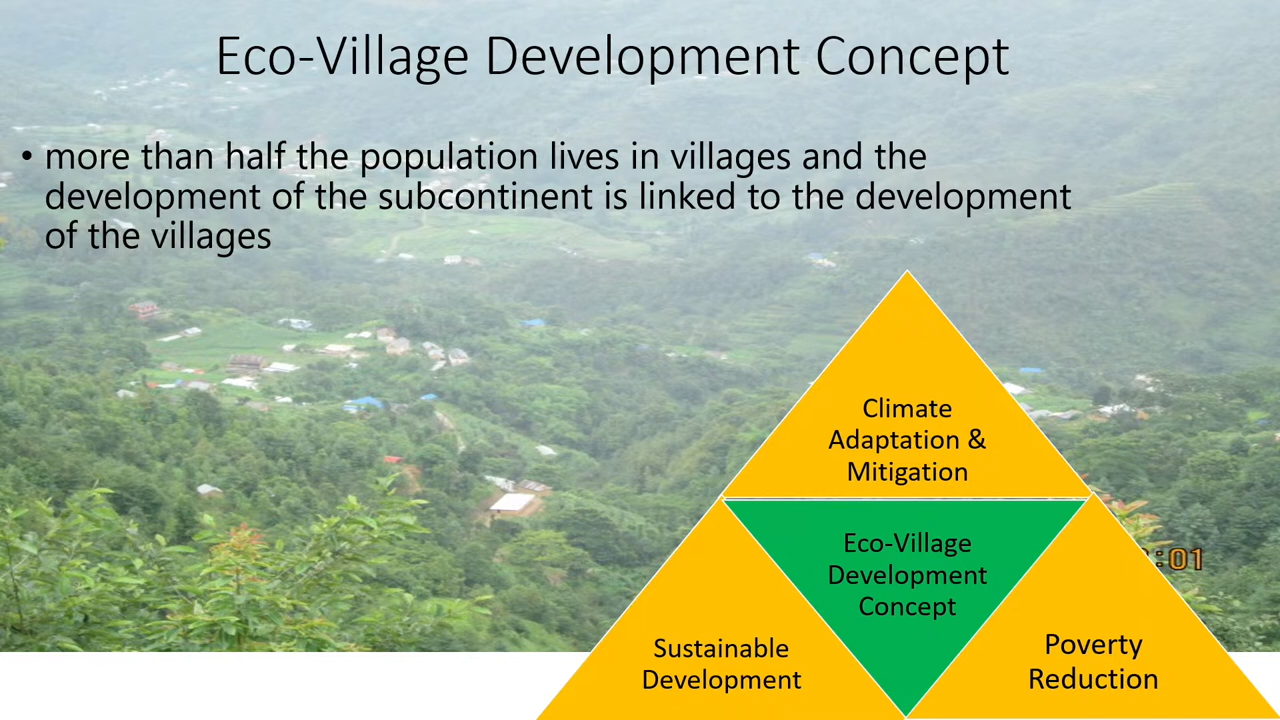 Eco-Village Development Concept
• more than half the population lives in villages and the
development of the subcontinent is linked to the development
of the villages
Climate
Adaptation &
Mitigation
Eco-Village
Development
Concept
:01
Sustainable
Development
Poverty
Reduction